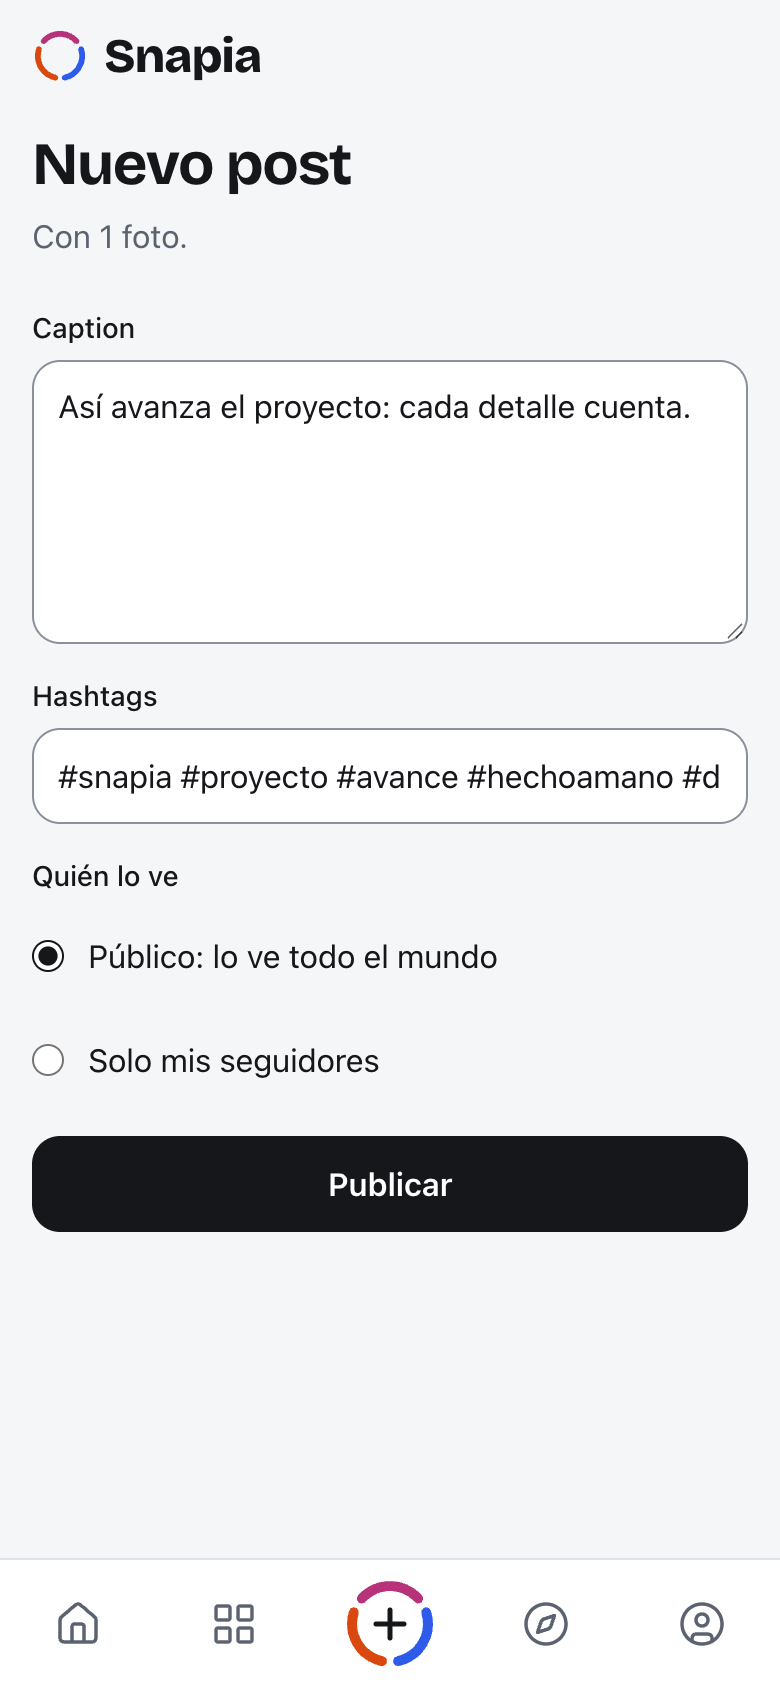 Snapia
Nuevo post
Con 1 foto.
Caption
Así avanza el proyecto: cada detalle cuenta.
Hashtags
#snapia #proyecto #avance #hechoamano #d
Quién lo ve
Público: lo ve todo el mundo
Solo mis seguidores
Publicar